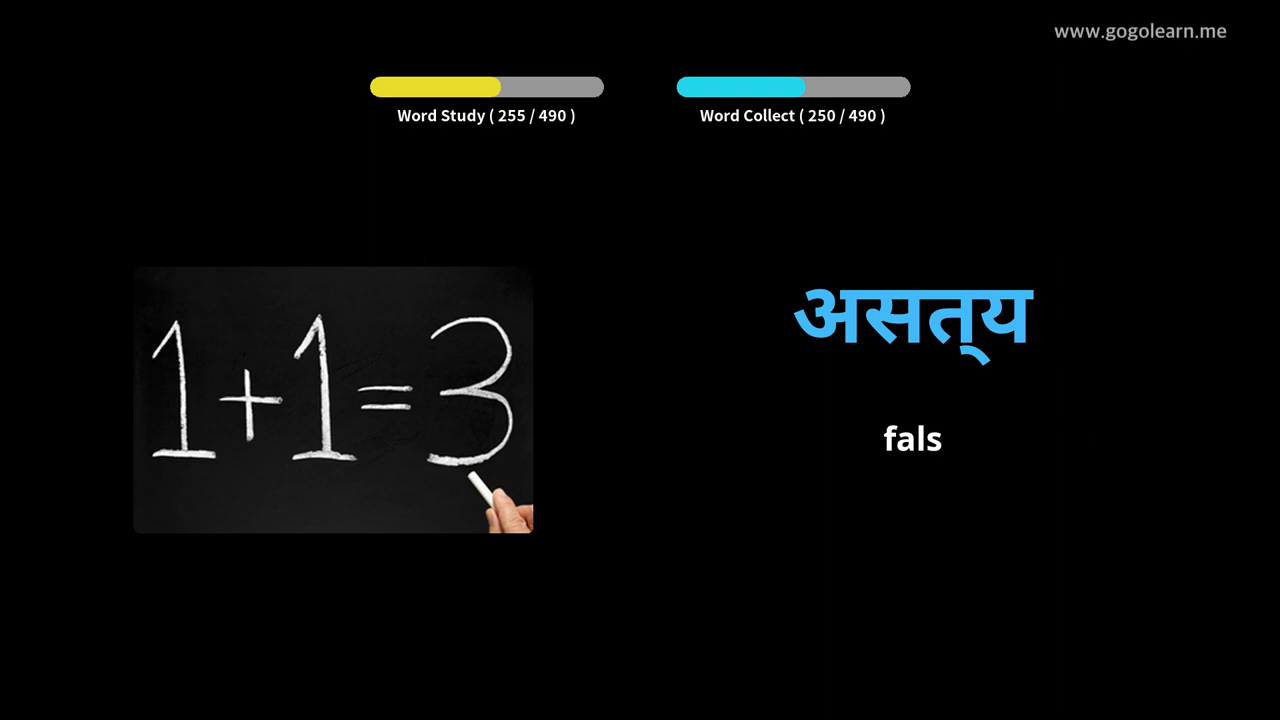 www.gogolearn.me
Word Study ( 255 / 490 )
Word Collect ( 250 / 490 )
1+1=3
असत्‌य
fals